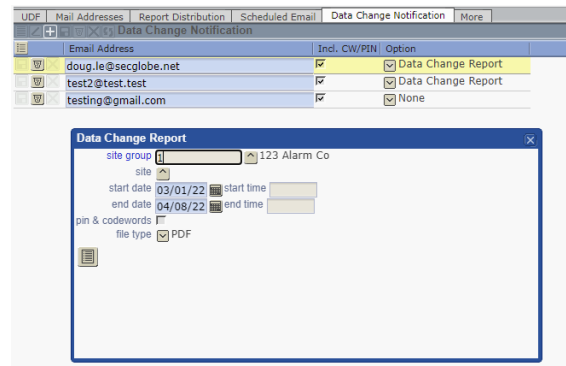 UDF Mail Addresses Report Distribution Scheduled Email Data Change Notification More
Data Change Notification
Email Address Incl. CW/PIN Option
doug.le@secglobe.net Data Change Report
test2@test.test Data Change Report
testing@gmail.com None
Data Change Report
site group 1 123 Alarm Co
site
start date 03/01/22 start time
end date 04/08/22 end time
pin & codewords
file type PDF